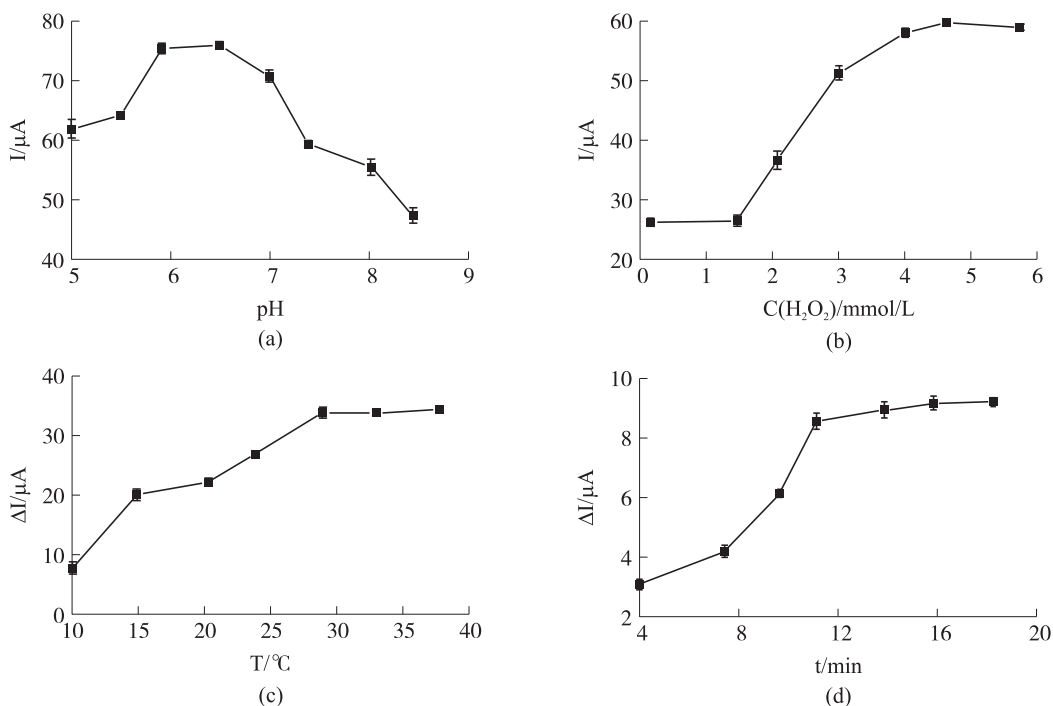 80
70
60
50
40
I/μA
5 6 7 8 9
pH
(a)
60
50
40
30
20
I/μA
0 1 2 3 4 5 6
C(H₂O₂)/mmol/L
(b)
40
30
20
10
0
ΔI/μA
10 15 20 25 30 35 40
T/℃
(c)
10
8
6
4
2
ΔI/μA
4 8 12 16 20
t/min
(d)